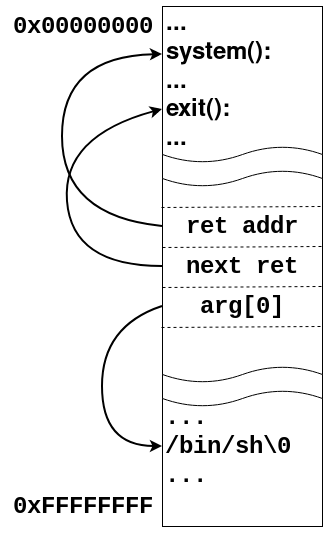 0x00000000
...
system():
...
exit():
...
ret addr
next ret
arg[0]
...
/bin/sh\0
...
0xFFFFFFFF